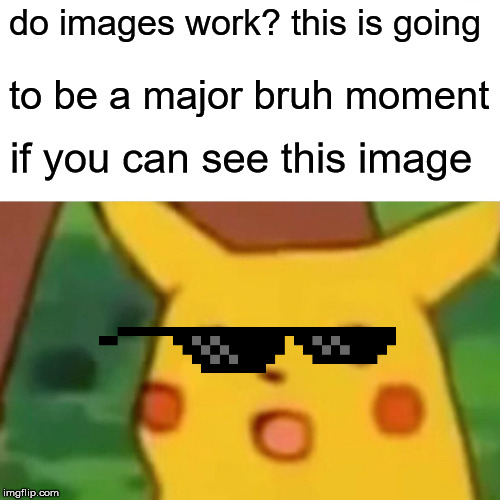 do images work? this is going
to be a major bruh moment
if you can see this image
imgflip.com